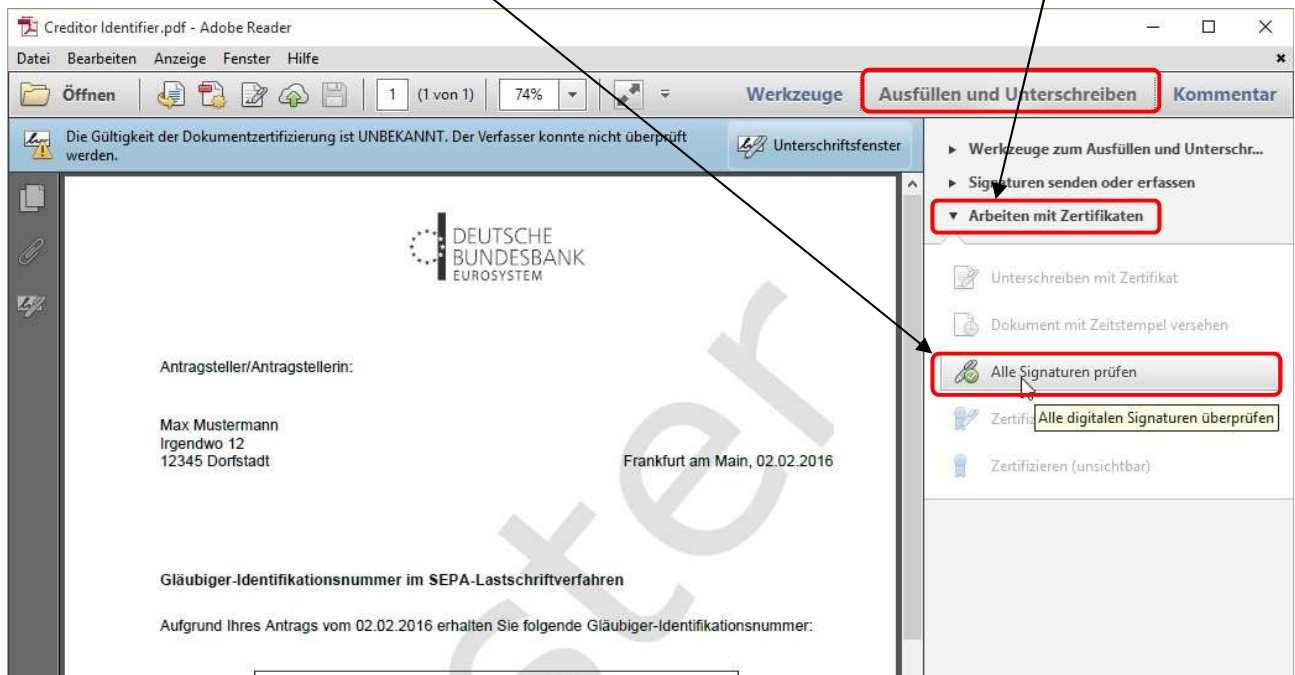 Creditor Identifier.pdf - Adobe Reader
Datei Bearbeiten Anzeige Fenster Hilfe
Öffnen 1 (1 von 1) 74% Werkzeuge Ausfüllen und Unterschreiben Kommentar
Die Gültigkeit der Dokumentzertifizierung ist UNBEKANNT. Der Verfasser konnte nicht überprüft
werden.
Unterschriftsfenster
Werkzeuge zum Ausfüllen und Unterschr...
Signaturen senden oder erfassen
Arbeiten mit Zertifikaten
Unterschreiben mit Zertifikat
Dokument mit Zeitstempel versehen
Alle Signaturen prüfen
Alle digitalen Signaturen überprüfen
Zertifizieren (unsichtbar)
DEUTSCHE
BUNDESBANK
EUROSYSTEM
Antragsteller/Antragstellerin:
Max Mustermann
Irgendwo 12
12345 Dorfstadt
Frankfurt am Main, 02.02.2016
Gläubiger-Identifikationsnummer im SEPA-Lastschriftverfahren
Aufgrund Ihres Antrags vom 02.02.2016 erhalten Sie folgende Gläubiger-Identifikationsnummer:
ster